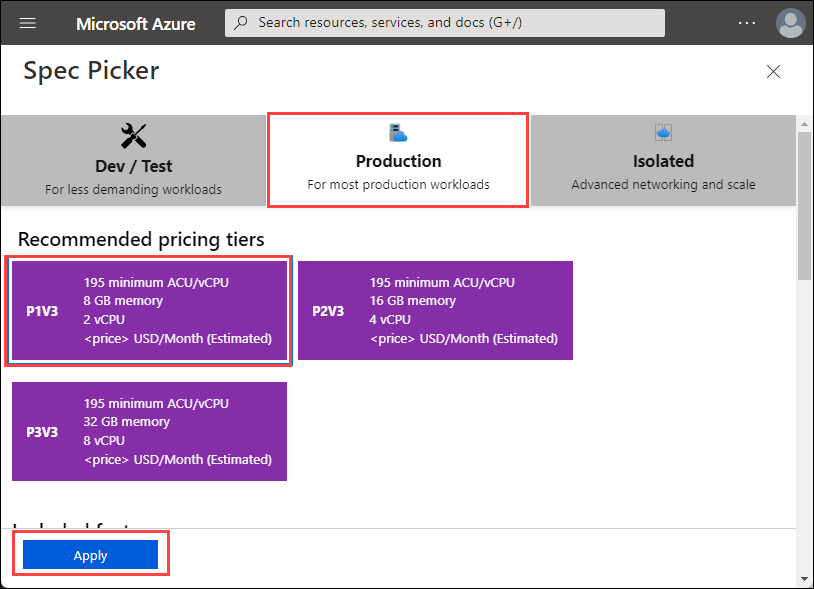 Microsoft Azure
Search resources, services, and docs (G+/)
...
Spec Picker
Dev / Test
For less demanding workloads
Production
For most production workloads
Isolated
Advanced networking and scale
Recommended pricing tiers
P1V3
195 minimum ACU/vCPU
8 GB memory
2 vCPU
<price> USD/Month (Estimated)
P2V3
195 minimum ACU/vCPU
16 GB memory
4 vCPU
<price> USD/Month (Estimated)
P3V3
195 minimum ACU/vCPU
32 GB memory
8 vCPU
<price> USD/Month (Estimated)
Apply